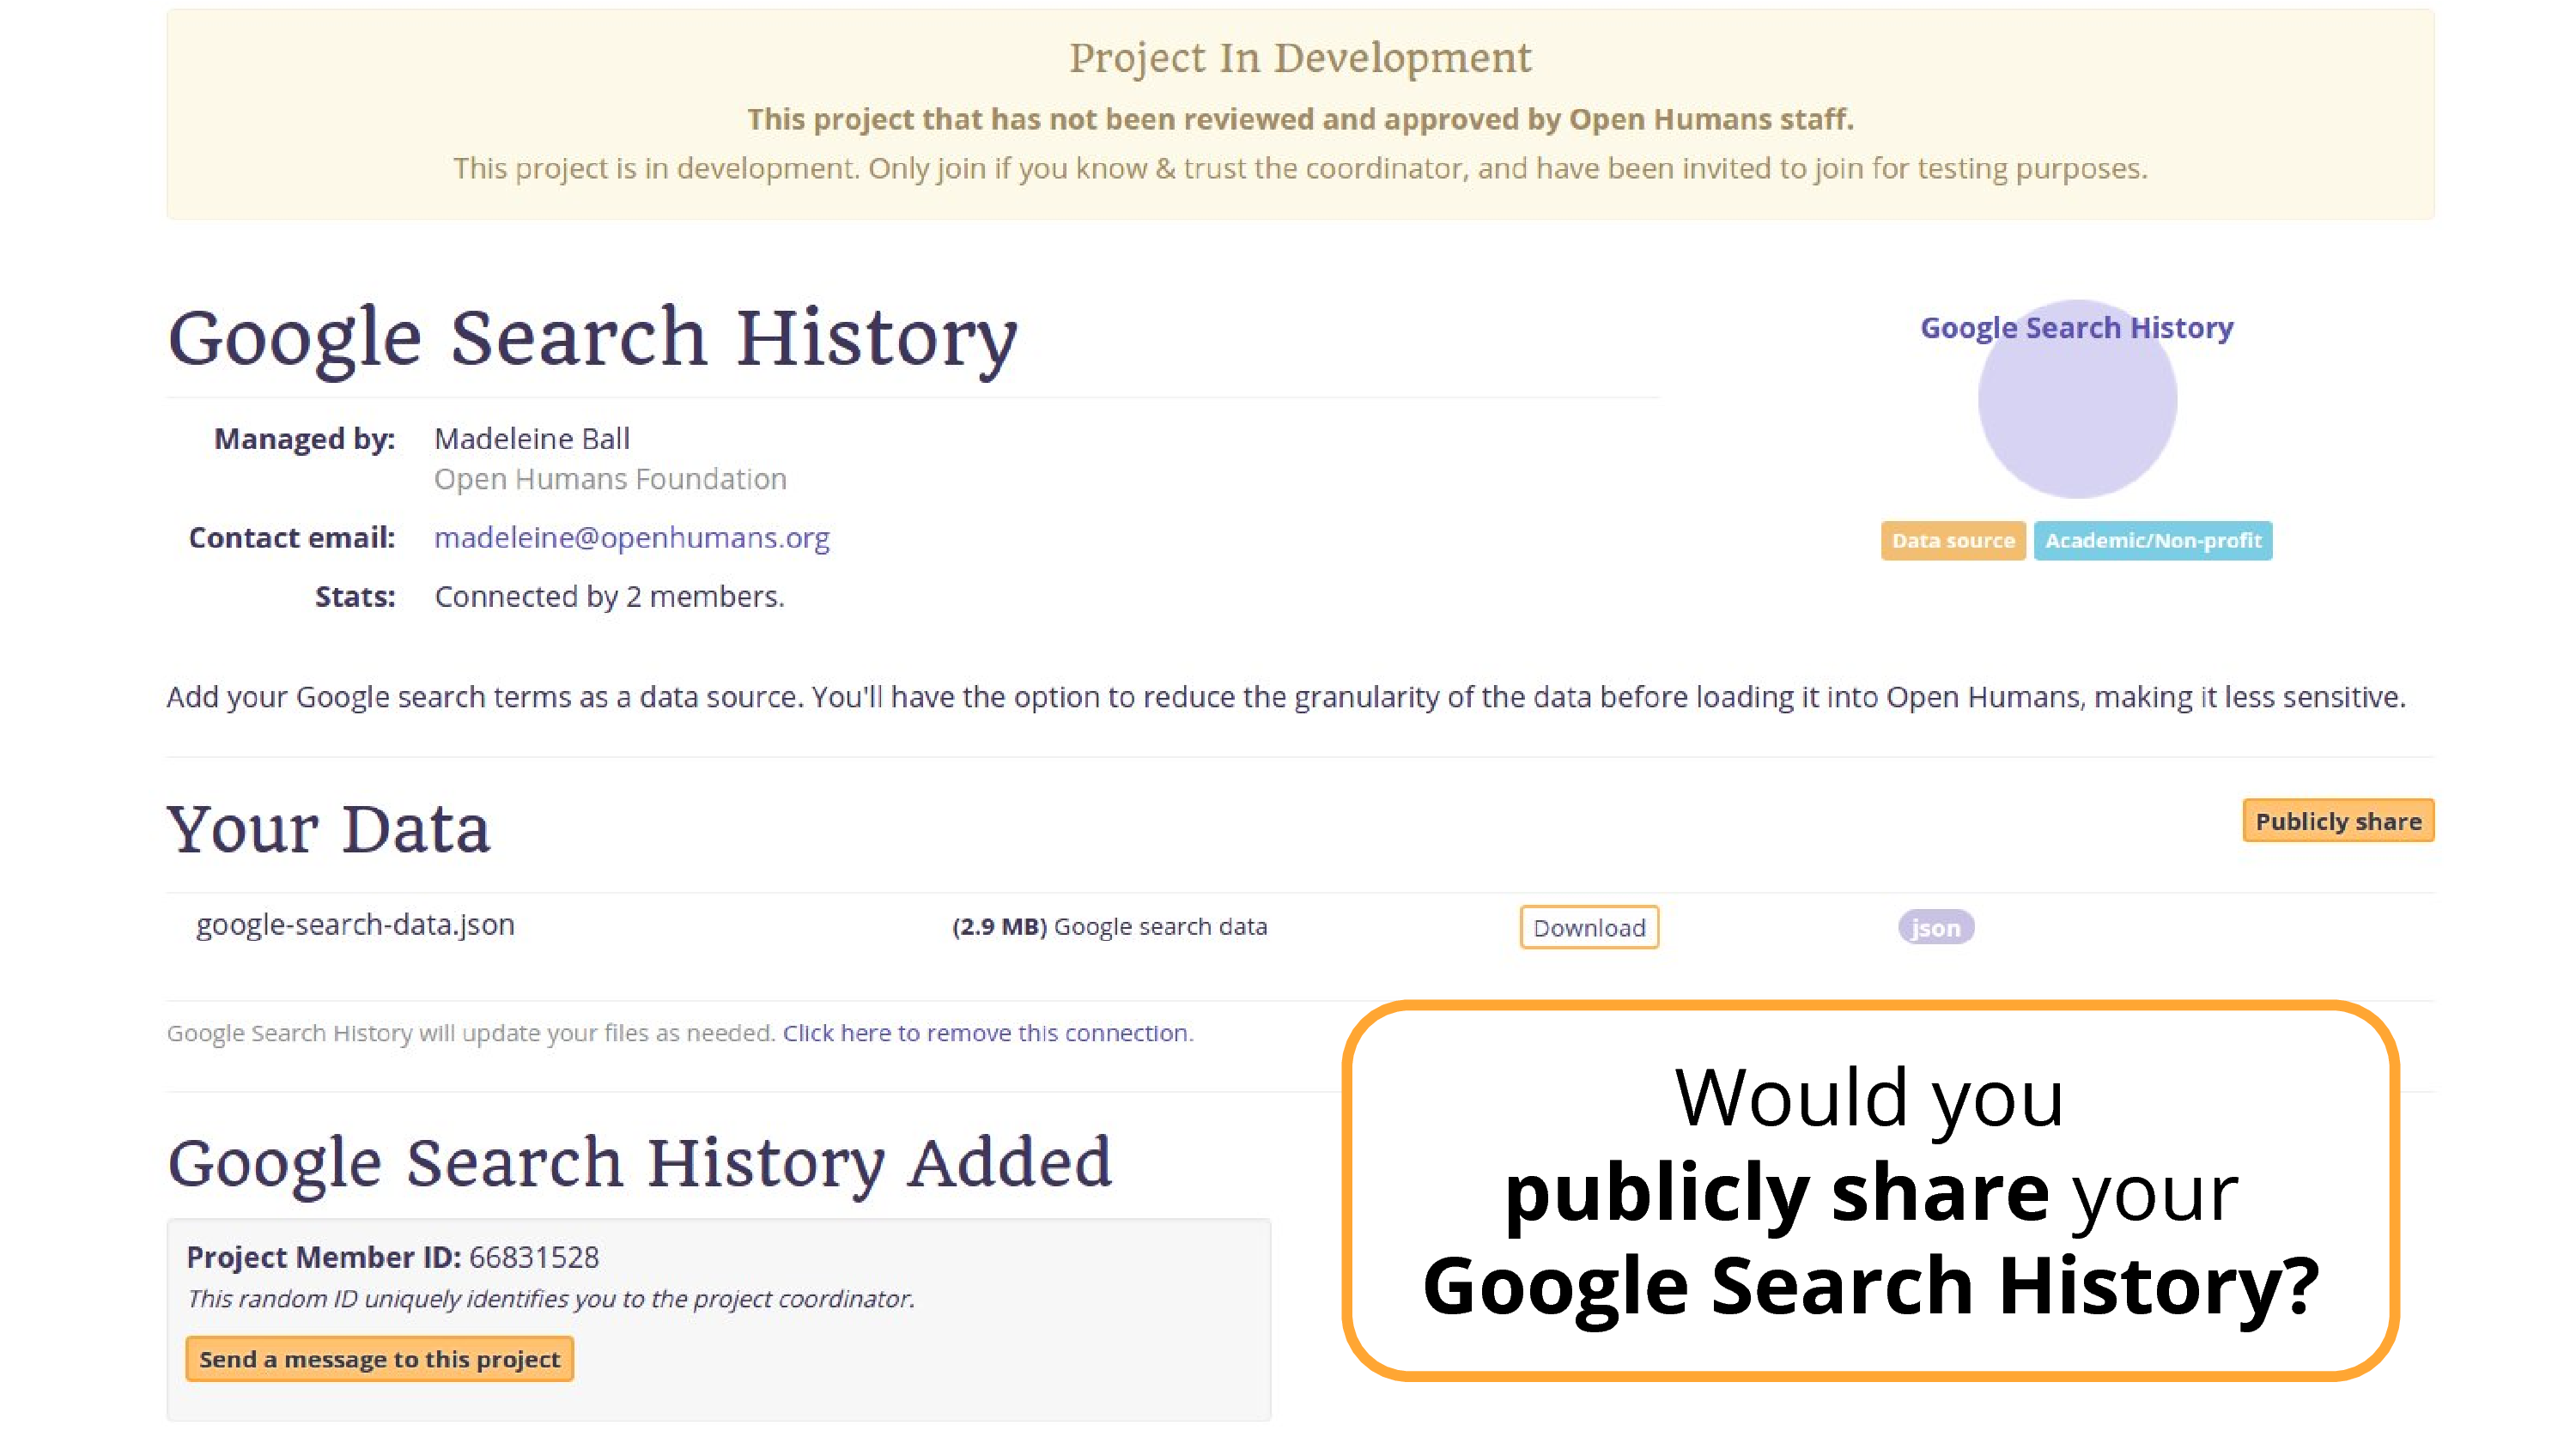 Project In Development
This project that has not been reviewed and approved by Open Humans staff.
This project is in development. Only join if you know & trust the coordinator, and have been invited to join for testing purposes.
Google Search History
Google Search History
Managed by: Madeleine Ball
Open Humans Foundation
Contact email: madeleine@openhumans.org
Data source Academic/Non-profit
Stats: Connected by 2 members.
Add your Google search terms as a data source. You'll have the option to reduce the granularity of the data before loading it into Open Humans, making it less sensitive.
Your Data
Publicly share
google-search-data.json (2.9 MB) Google search data Download json
Google Search History will update your files as needed. Click here to remove this connection.
Google Search History Added
Project Member ID: 66831528
This random ID uniquely identifies you to the project coordinator.
Send a message to this project
Would you
publicly share your
Google Search History?